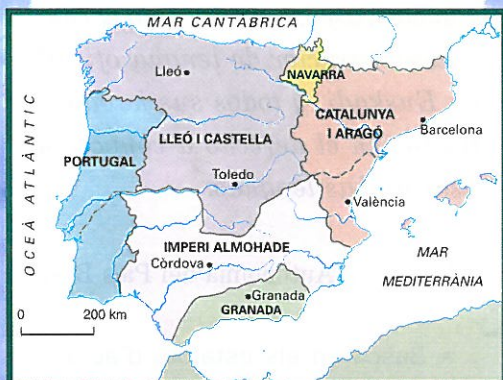 MAR CANTÀBRICA
Lleó
NAVARRA
CATALUNYA
I ARAGÓ
Barcelona
OCEÀ ATLÀNTIC
PORTUGAL
LLEÓ I CASTELLA
Toledo
València
IMPERI ALMOHADE
Còrdova
MAR
MEDITERRÀNIA
Granada
GRANADA
0 200 km